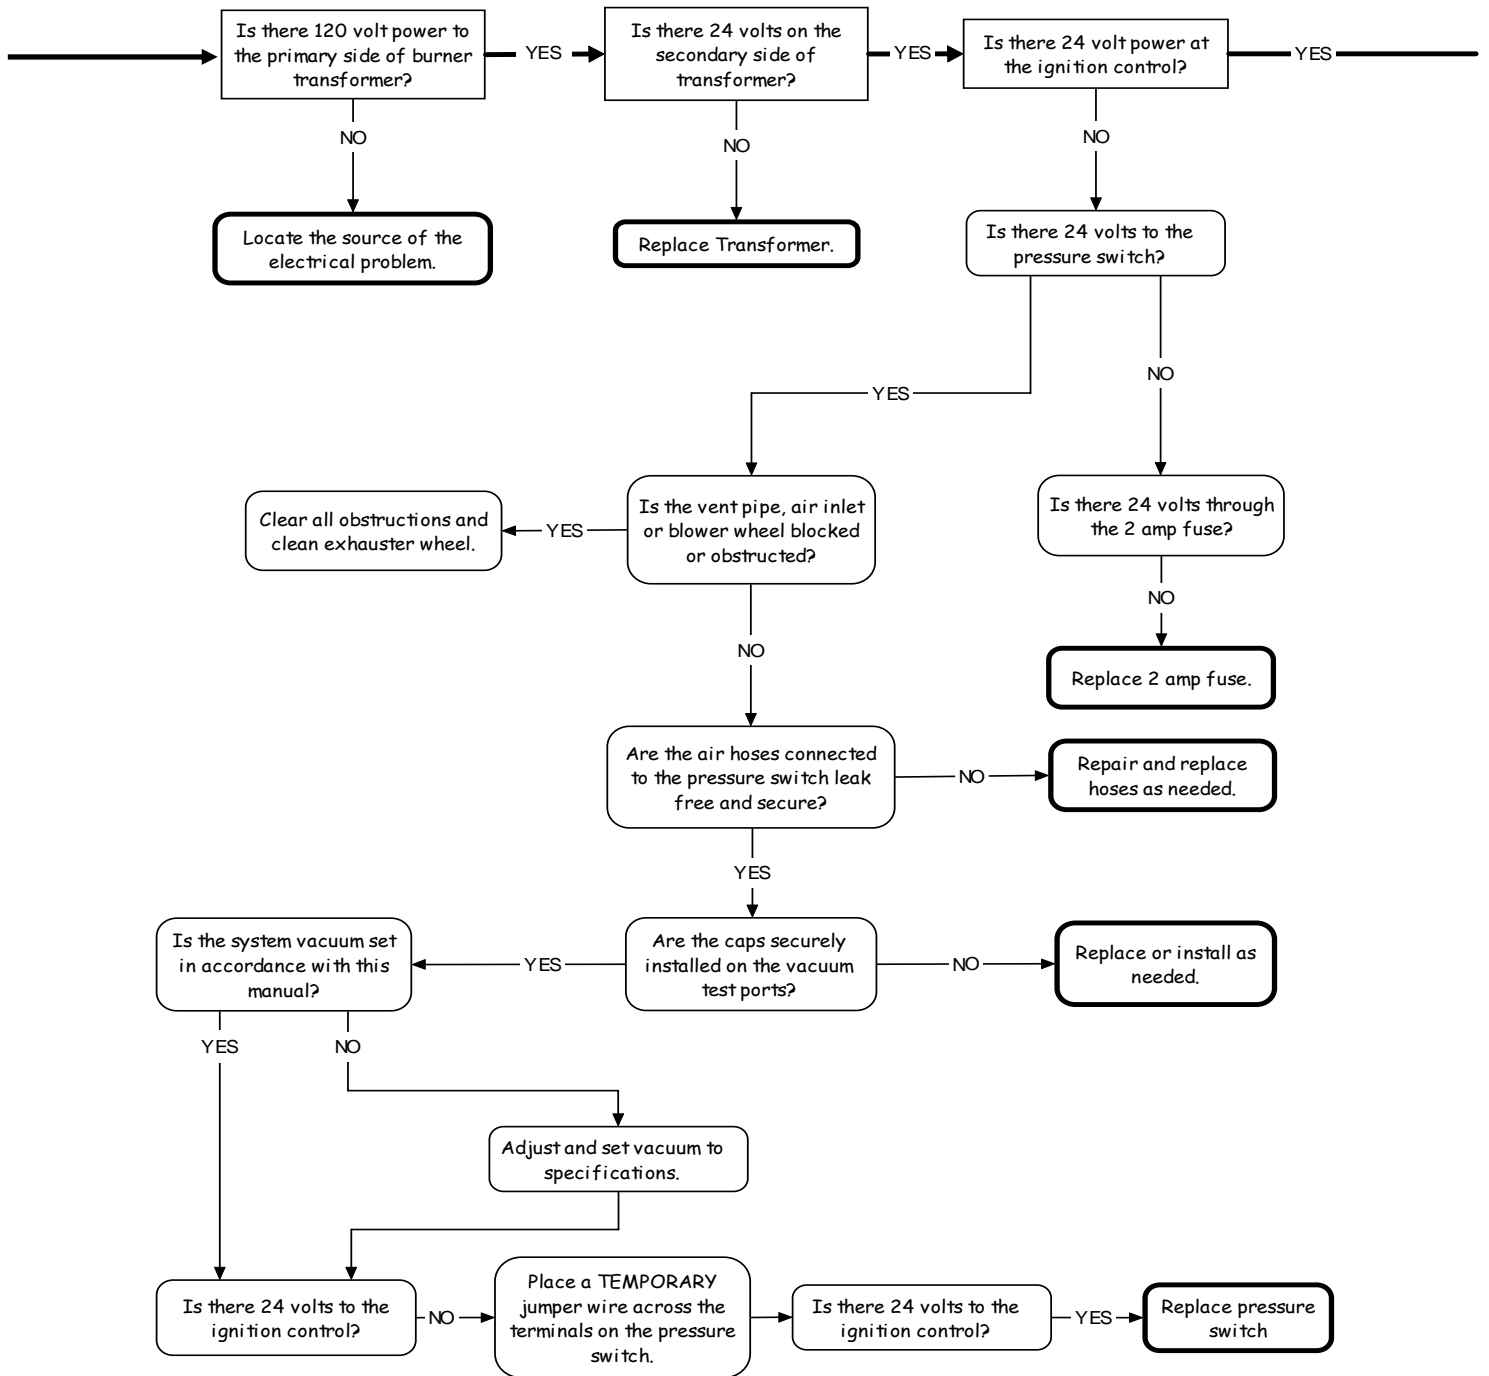 Is there 120 volt power to
the primary side of burner
transformer?
YES
Is there 24 volts on the
secondary side of
transformer?
YES
Is there 24 volt power at
the ignition control?
YES
NO
NO
NO
Locate the source of the
electrical problem.
Replace Transformer.
Is there 24 volts to the
pressure switch?
YES
NO
Clear all obstructions and
clean exhauster wheel.
YES
Is the vent pipe, air inlet
or blower wheel blocked
or obstructed?
Is there 24 volts through
the 2 amp fuse?
NO
NO
Replace 2 amp fuse.
Are the air hoses connected
to the pressure switch leak
free and secure?
NO
Repair and replace
hoses as needed.
YES
Is the system vacuum set
in accordance with this
manual?
YES
Are the caps securely
installed on the vacuum
test ports?
NO
Replace or install as
needed.
YES
NO
Adjust and set vacuum to
specifications.
Is there 24 volts to the
ignition control?
NO
Place a TEMPORARY
jumper wire across the
terminals on the pressure
switch.
Is there 24 volts to the
ignition control?
YES
Replace pressure
switch